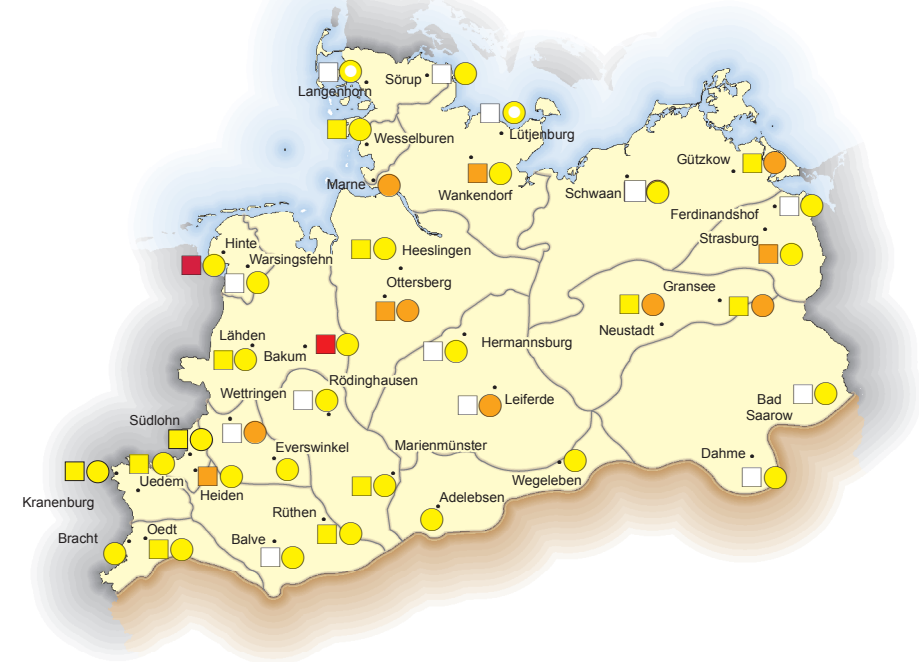 Sörup
Langenhorn
Lütjenburg
Wesselburen
Gützkow
Marne
Wankendorf
Schwaan
Ferdinandshof
Strasburg
Hinte
Warsingsfehn
Heeslingen
Ottersberg
Gransee
Neustadt
Lähden
Bakum
Hermannsburg
Rödinghausen
Wettringen
Leiferde
Bad
Saarow
Südlohn
Everswinkel
Marienmünster
Dahme
Uedem
Heiden
Wegeleben
Kranenburg
Adelebsen
Rüthen
Oedt
Bracht
Balve